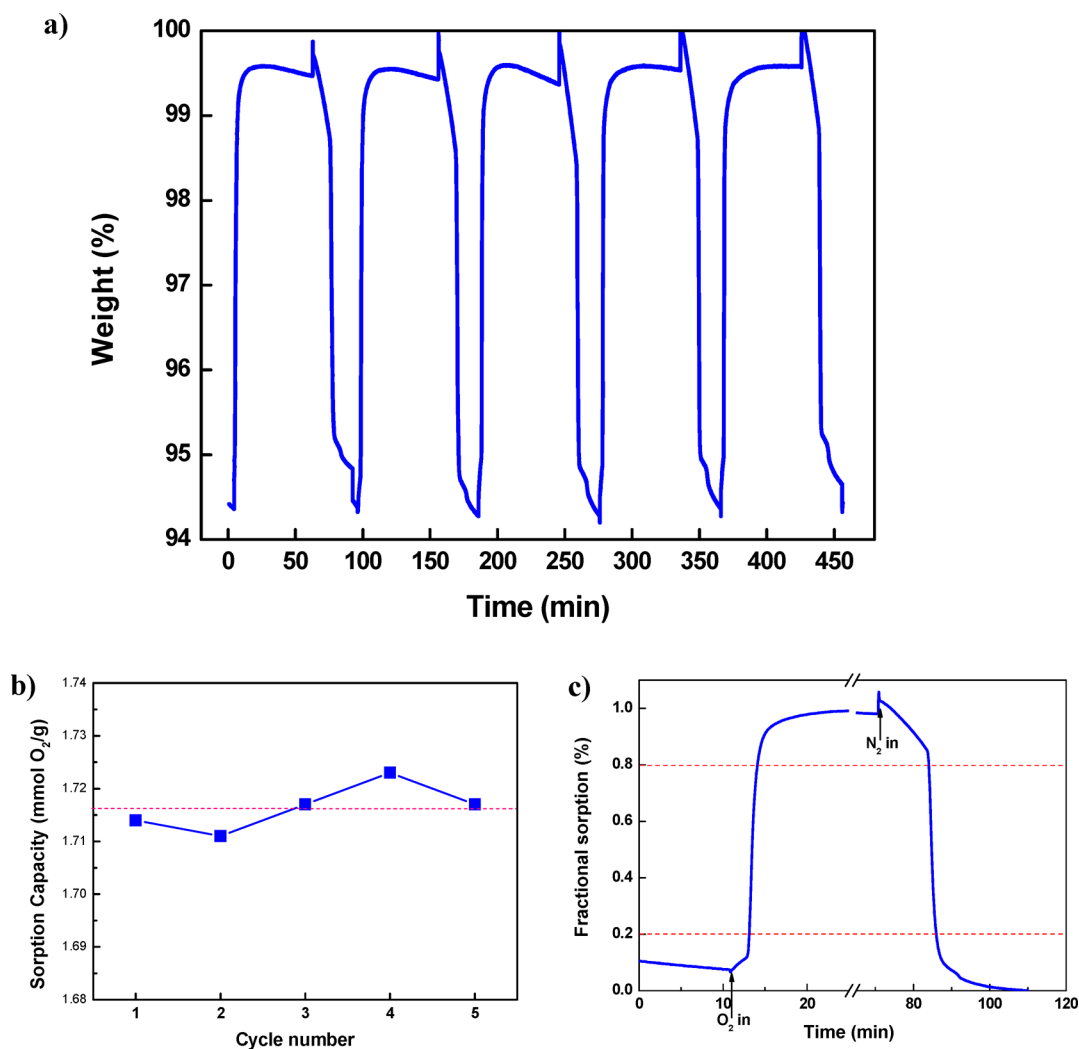 a)
100
99
98
97
96
95
94
Weight (%)
0 50 100 150 200 250 300 350 400 450
Time (min)
b)
1.74
1.73
1.72
1.71
1.70
1.69
1.68
Sorption Capacity (mmol O₂/g)
1 2 3 4 5
Cycle number
c)
1.0
0.8
0.6
0.4
0.2
0.0
Fractional sorption (%)
N₂ in
O₂ in
0 10 20 80 100 120
Time (min)